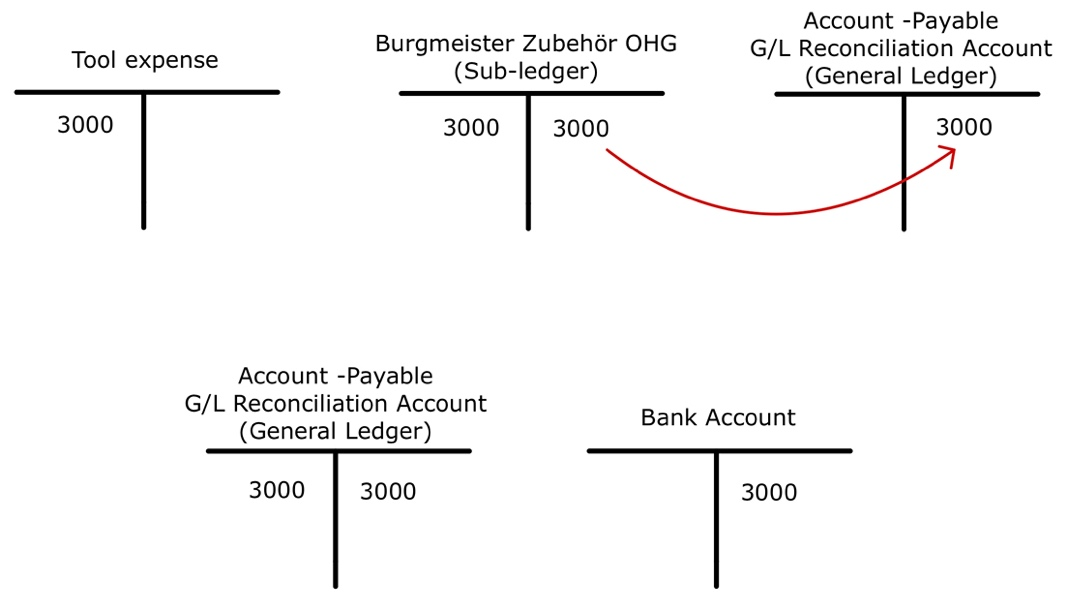 Tool expense
3000
Burgmeister Zubehör OHG
(Sub-ledger)
3000 3000
Account -Payable
G/L Reconciliation Account
(General Ledger)
3000
Account -Payable
G/L Reconciliation Account
(General Ledger)
3000 3000
Bank Account
3000